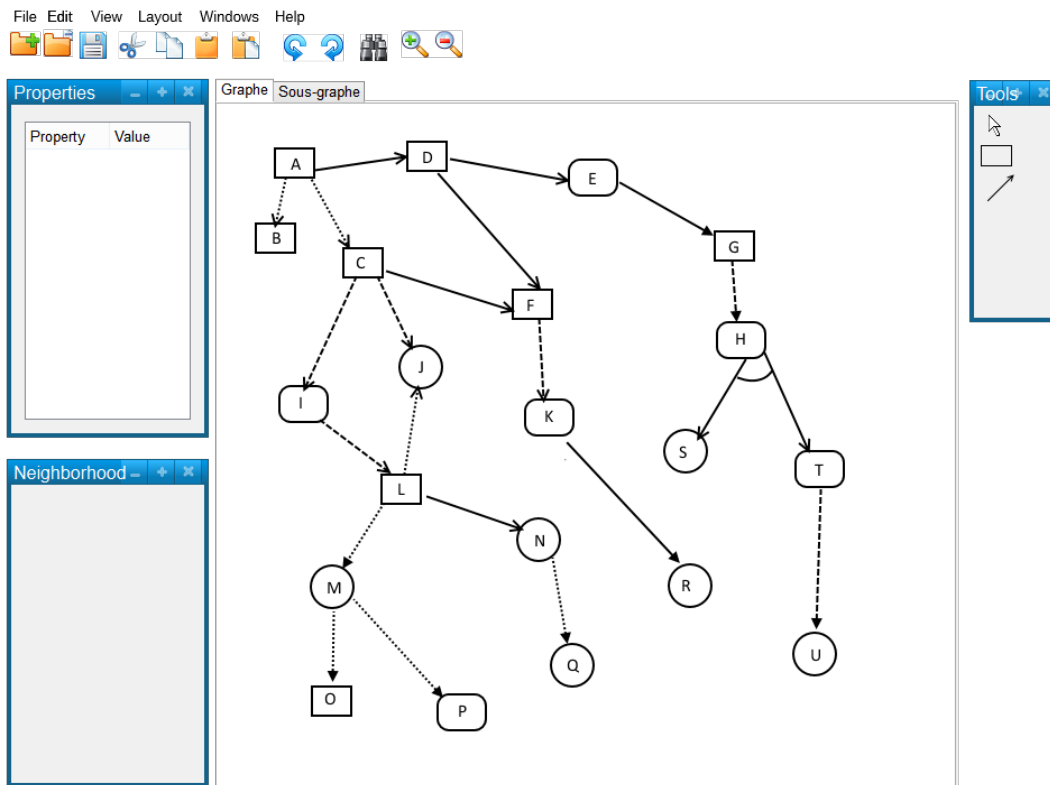 File Edit View Layout Windows Help
Properties
Graphe Sous-graphe
Tools
Property Value
A
D
E
B
C
G
F
H
J
I
K
S
T
L
N
M
R
Q
U
O
P
Neighborhood